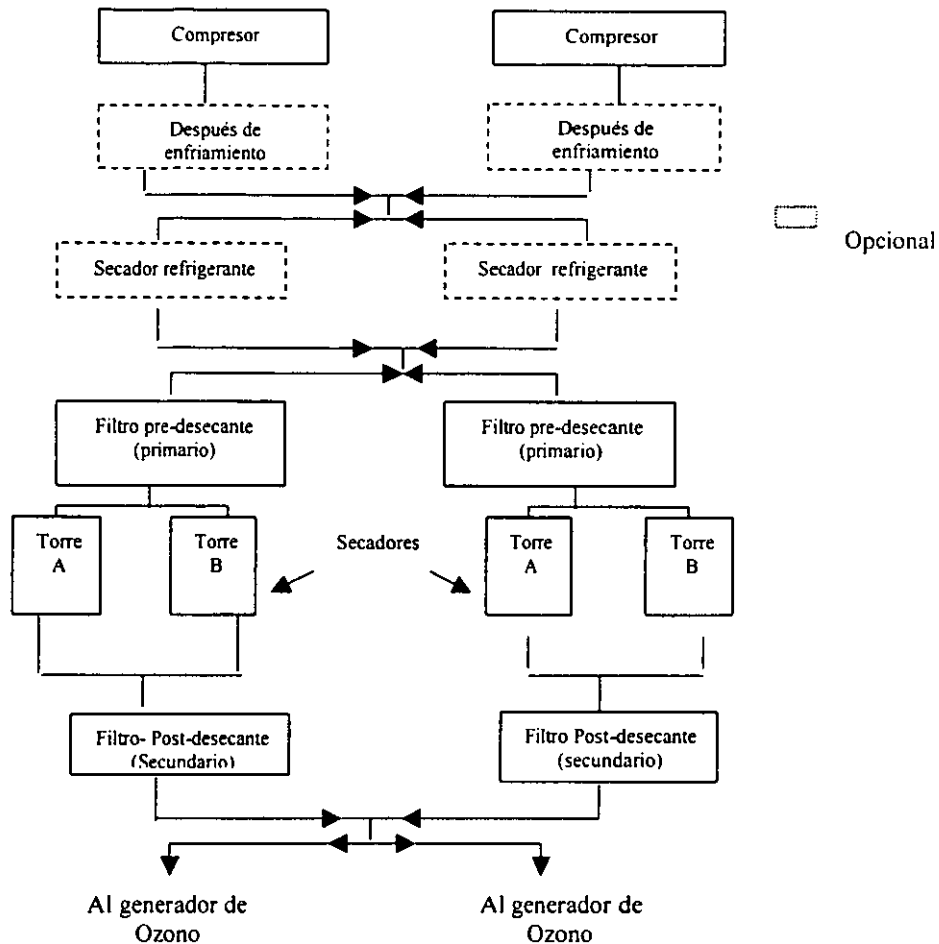 Compresor
Compresor
Después de
enfriamiento
Después de
enfriamiento
Opcional
Secador refrigerante
Secador refrigerante
Filtro pre-desecante
(primario)
Filtro pre-desecante
(primario)
Torre
A
Torre
B
Secadores
Torre
A
Torre
B
Filtro- Post-desecante
(Secundario)
Filtro Post-desecante
(secundario)
Al generador de
Ozono
Al generador de
Ozono